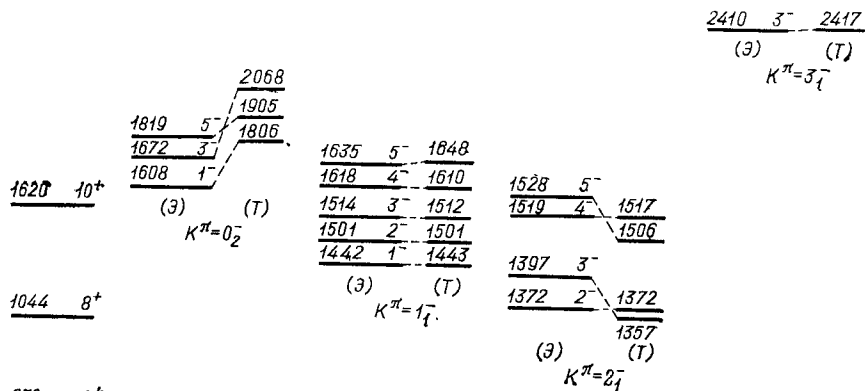 2410 3⁻ 2417
(Э) (Т)
Kπ=3₁⁻
2068
1905
1819 5⁻
1806
1672 3⁻
1608 1⁻
(Э) (Т)
Kπ=0₂⁻
1620 10⁺
1044 8⁺
1635 5⁻ 1648
1618 4⁻ 1610
1514 3⁻ 1512
1501 2⁻ 1501
1442 1⁻ 1443
(Э) (Т)
Kπ=1₁⁻.
1528 5⁻
1519 4⁻ 1517
1506
1397 3⁻
1372 2⁻ 1372
1357
(Э) (Т)
Kπ=2₁⁻